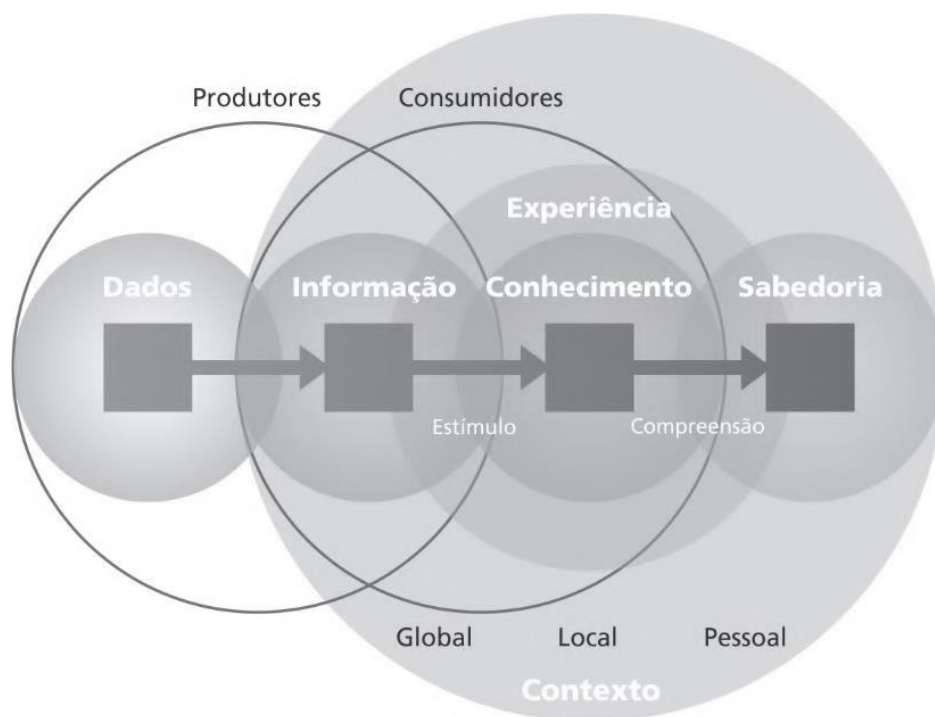 Produtores Consumidores
Experiência
Dados Informação Conhecimento Sabedoria
Estímulo Compreensão
Global Local Pessoal
Contexto